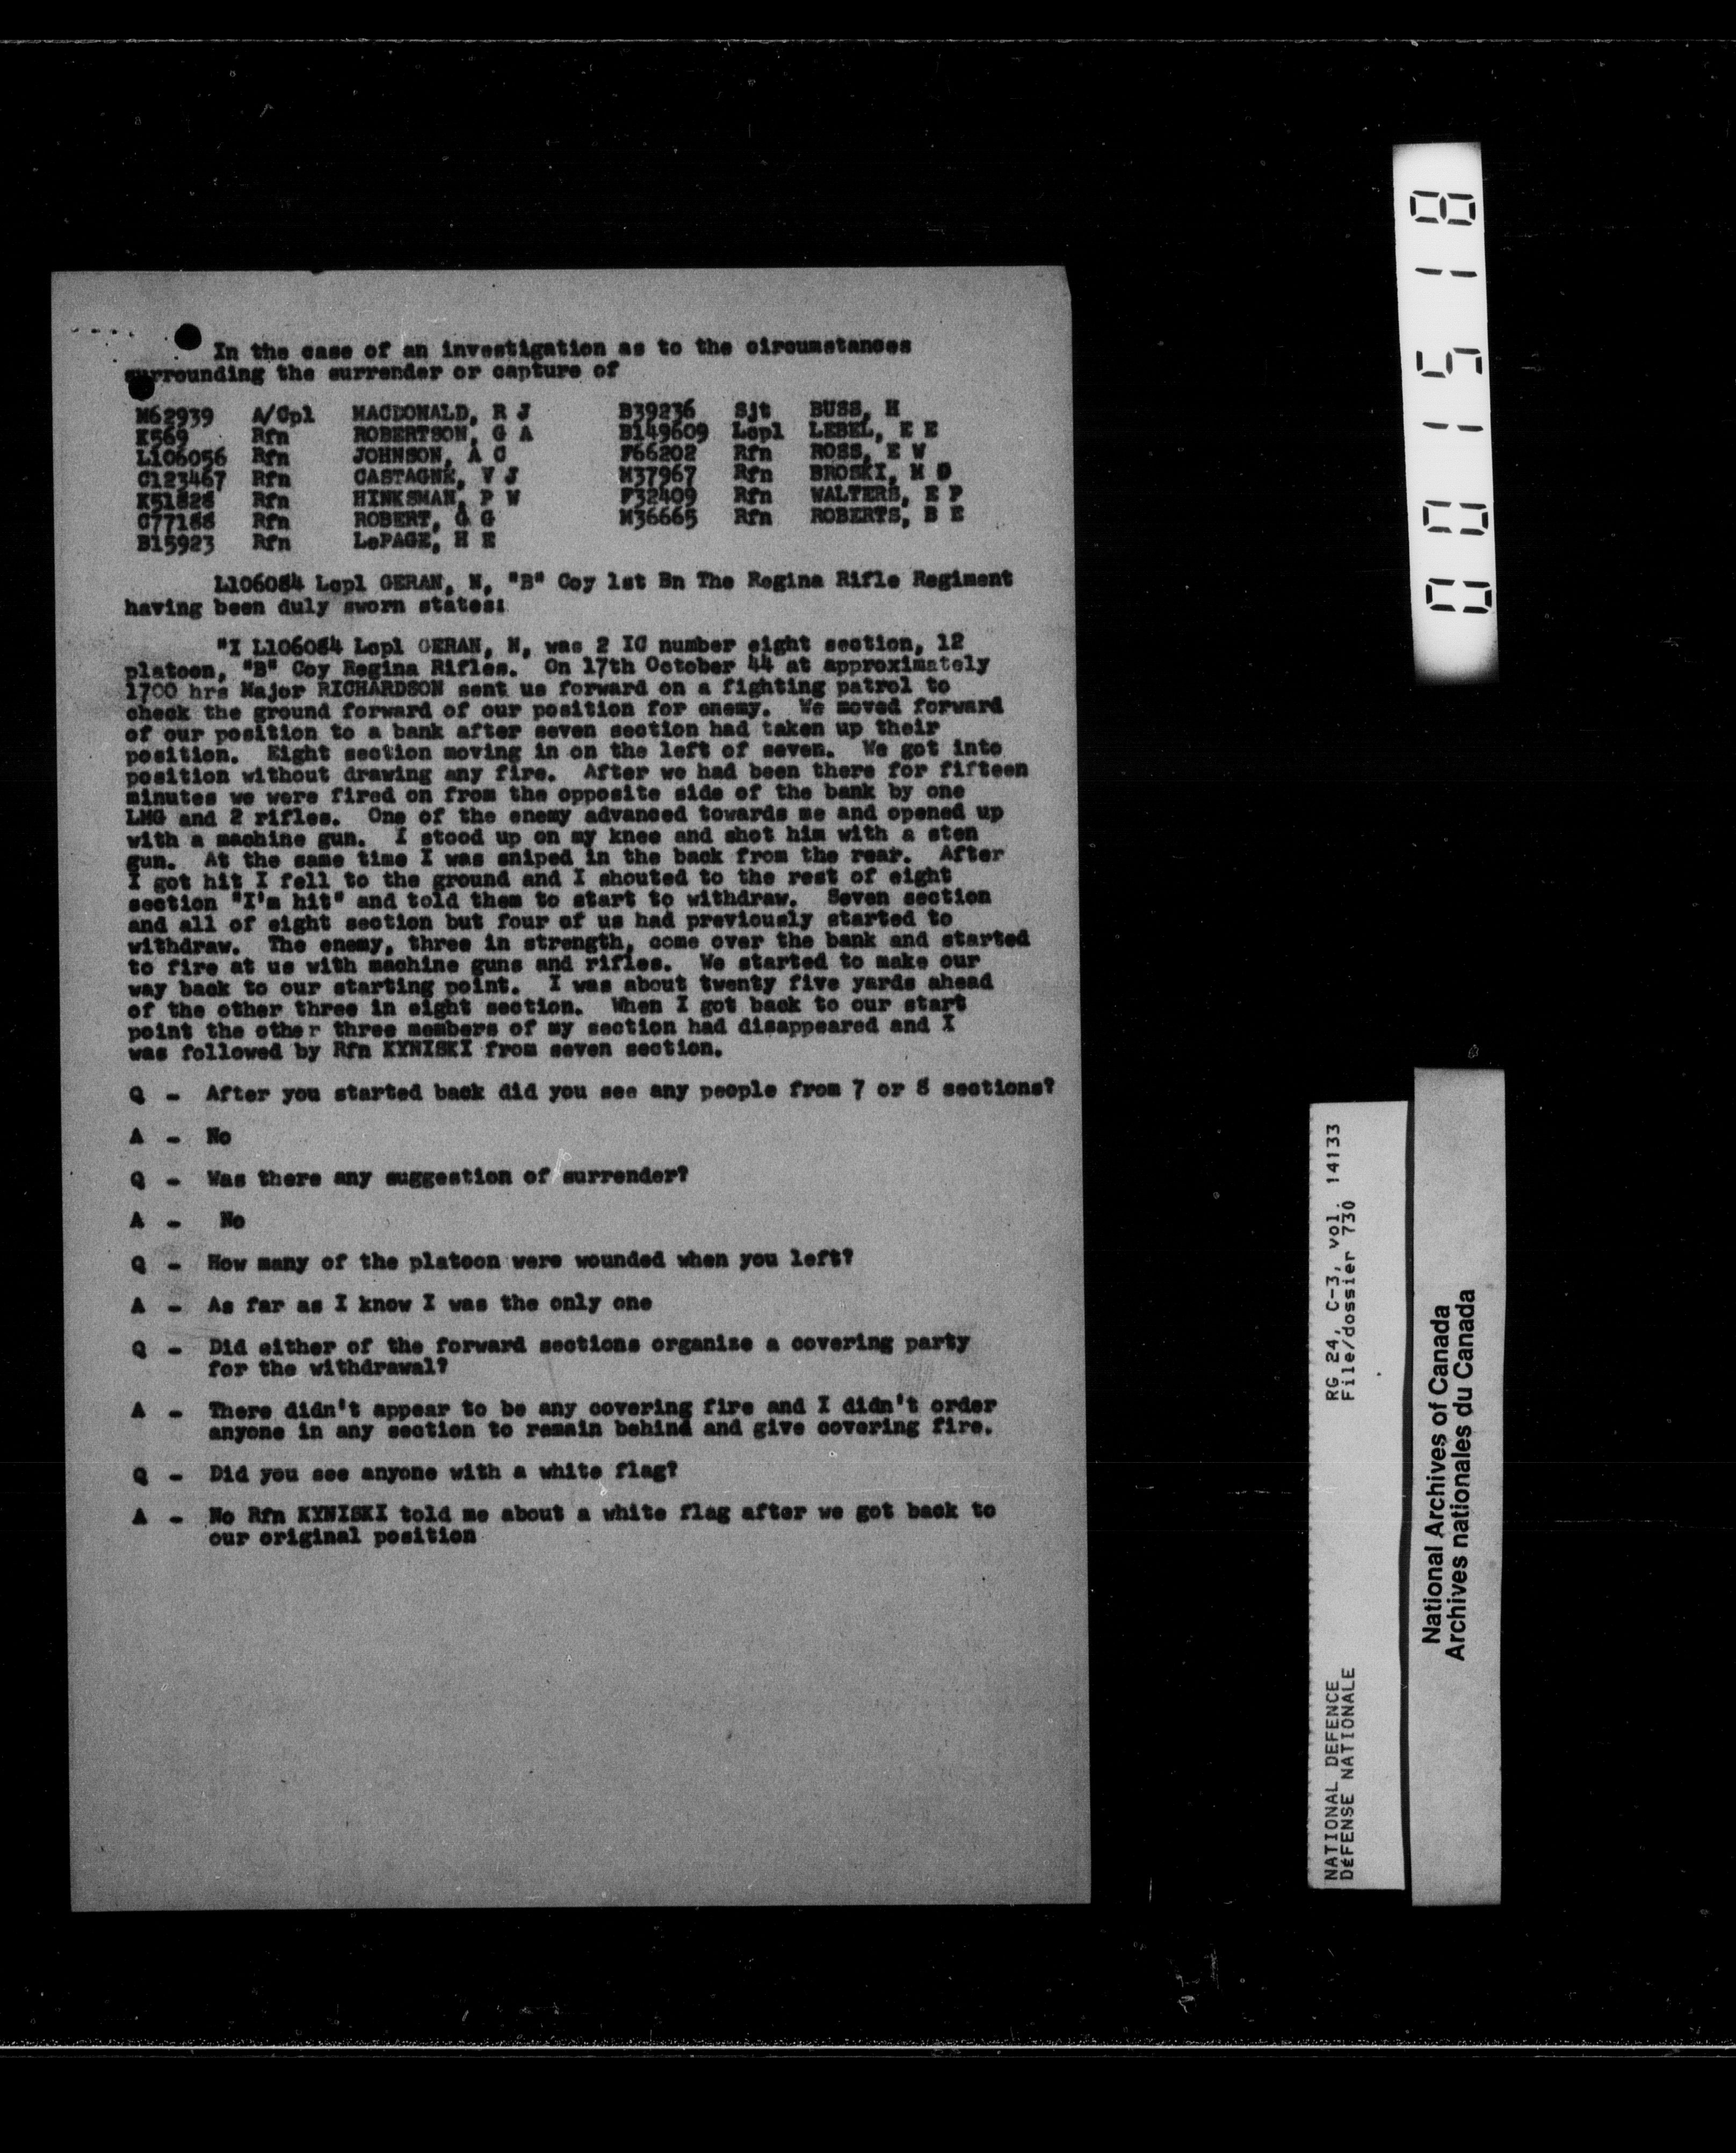 In the case of an investigation as to the circumstances
surrounding the surrender or capture of
M62939 A/Cpl MACDONALD, R J B39236 Sjt BUSS, H
K569 Rfn ROBERTSON, G A B149609 Lcpl LEBEL, E E
L106056 Rfn JOHNSON, A C F66202 Rfn ROSS, E W
C123467 Rfn CASTAGNE, V J M37967 Rfn BROSKI, M D
K51828 Rfn HINKSMAN, P W F32409 Rfn WALTERS, E P
C77188 Rfn ROBERT, G G M36665 Rfn ROBERTS, B E
B15923 Rfn LePAGE, H E
L106084 Lcpl GERAN, N, "B" Coy 1st Bn The Regina Rifle Regiment
having been duly sworn states:
"I L106084 Lcpl GERAN, N, was 2 IC number eight section, 12
platoon, "B" Coy Regina Rifles. On 17th October 44 at approximately
1700 hrs Major RICHARDSON sent us forward on a fighting patrol to
check the ground forward of our position for enemy. We moved forward
of our position to a bank after seven section had taken up their
position. Eight section moving in on the left of seven. We got into
position without drawing any fire. After we had been there for fifteen
minutes we were fired on from the opposite side of the bank by one
LMG and 2 rifles. One of the enemy advanced towards me and opened up
with a machine gun. I stood up on my knee and shot him with a sten
gun. At the same time I was sniped in the back from the rear. After
I got hit I fell to the ground and I shouted to the rest of eight
section "I'm hit" and told them to start to withdraw. Seven section
and all of eight section but four of us had previously started to
withdraw. The enemy, three in strength, come over the bank and started
to fire at us with machine guns and rifles. We started to make our
way back to our starting point. I was about twenty five yards ahead
of the other three in eight section. When I got back to our start
point the other three members of my section had disappeared and I
was followed by Rfn KYNISKI from seven section.
Q - After you started back did you see any people from 7 or 8 sections?
A - No
Q - Was there any suggestion of surrender?
A - No
Q - How many of the platoon were wounded when you left?
A - As far as I know I was the only one
Q - Did either of the forward sections organize a covering party
for the withdrawal?
A - There didn't appear to be any covering fire and I didn't order
anyone in any section to remain behind and give covering fire.
Q - Did you see anyone with a white flag?
A - No Rfn KYNISKI told me about a white flag after we got back to
our original position
001518
NATIONAL DEFENCE RG 24, C-3, vol. 14133
DéFENSE NATIONALE File/dossier 730
National Archives of Canada
Archives nationales du Canada